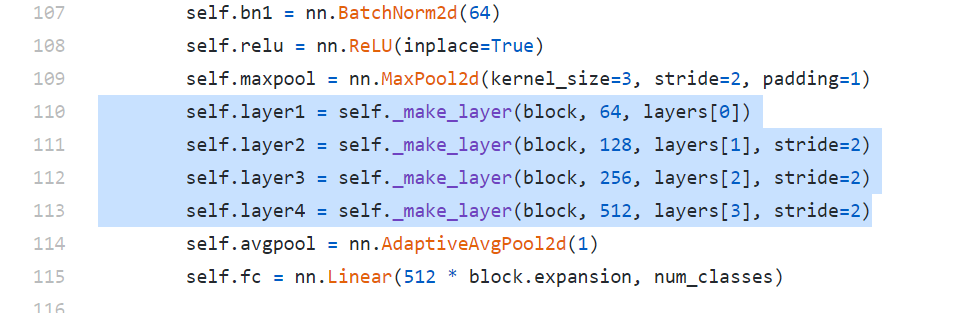 107 self.bn1 = nn.BatchNorm2d(64)
108 self.relu = nn.ReLU(inplace=True)
109 self.maxpool = nn.MaxPool2d(kernel_size=3, stride=2, padding=1)
110 self.layer1 = self._make_layer(block, 64, layers[0])
111 self.layer2 = self._make_layer(block, 128, layers[1], stride=2)
112 self.layer3 = self._make_layer(block, 256, layers[2], stride=2)
113 self.layer4 = self._make_layer(block, 512, layers[3], stride=2)
114 self.avgpool = nn.AdaptiveAvgPool2d(1)
115 self.fc = nn.Linear(512 * block.expansion, num_classes)
116